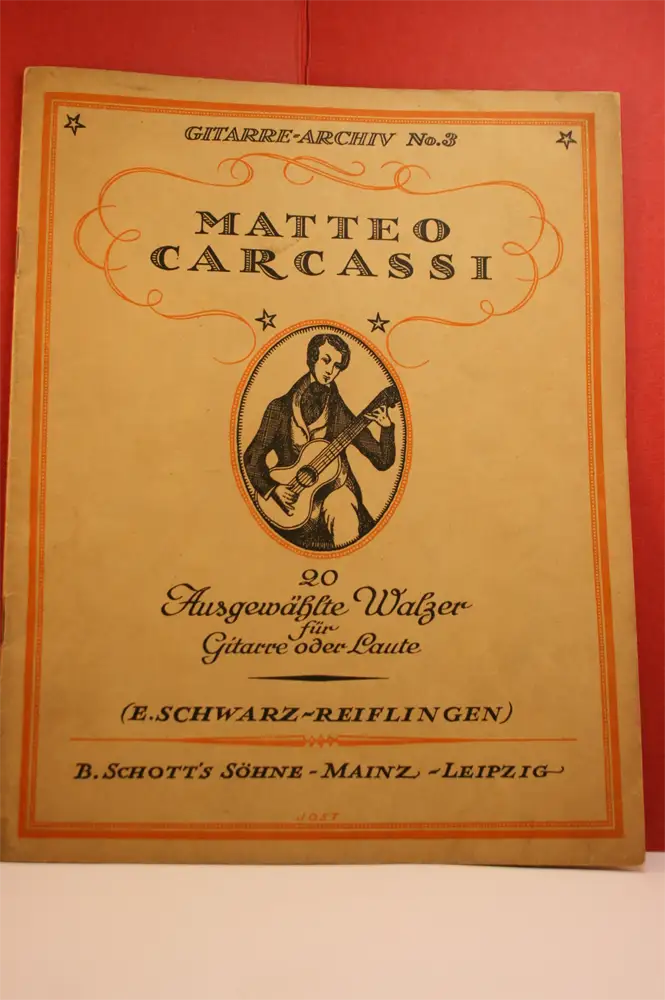 GITARRE-ARCHIV No.3
MATTEO
CARCASSI
20
Ausgewählte Walzer
für
Gitarre oder Laute
(E. SCHWARZ-REIFLINGEN)
B. SCHOTT'S SÖHNE - MAINZ - LEIPZIG
JOST